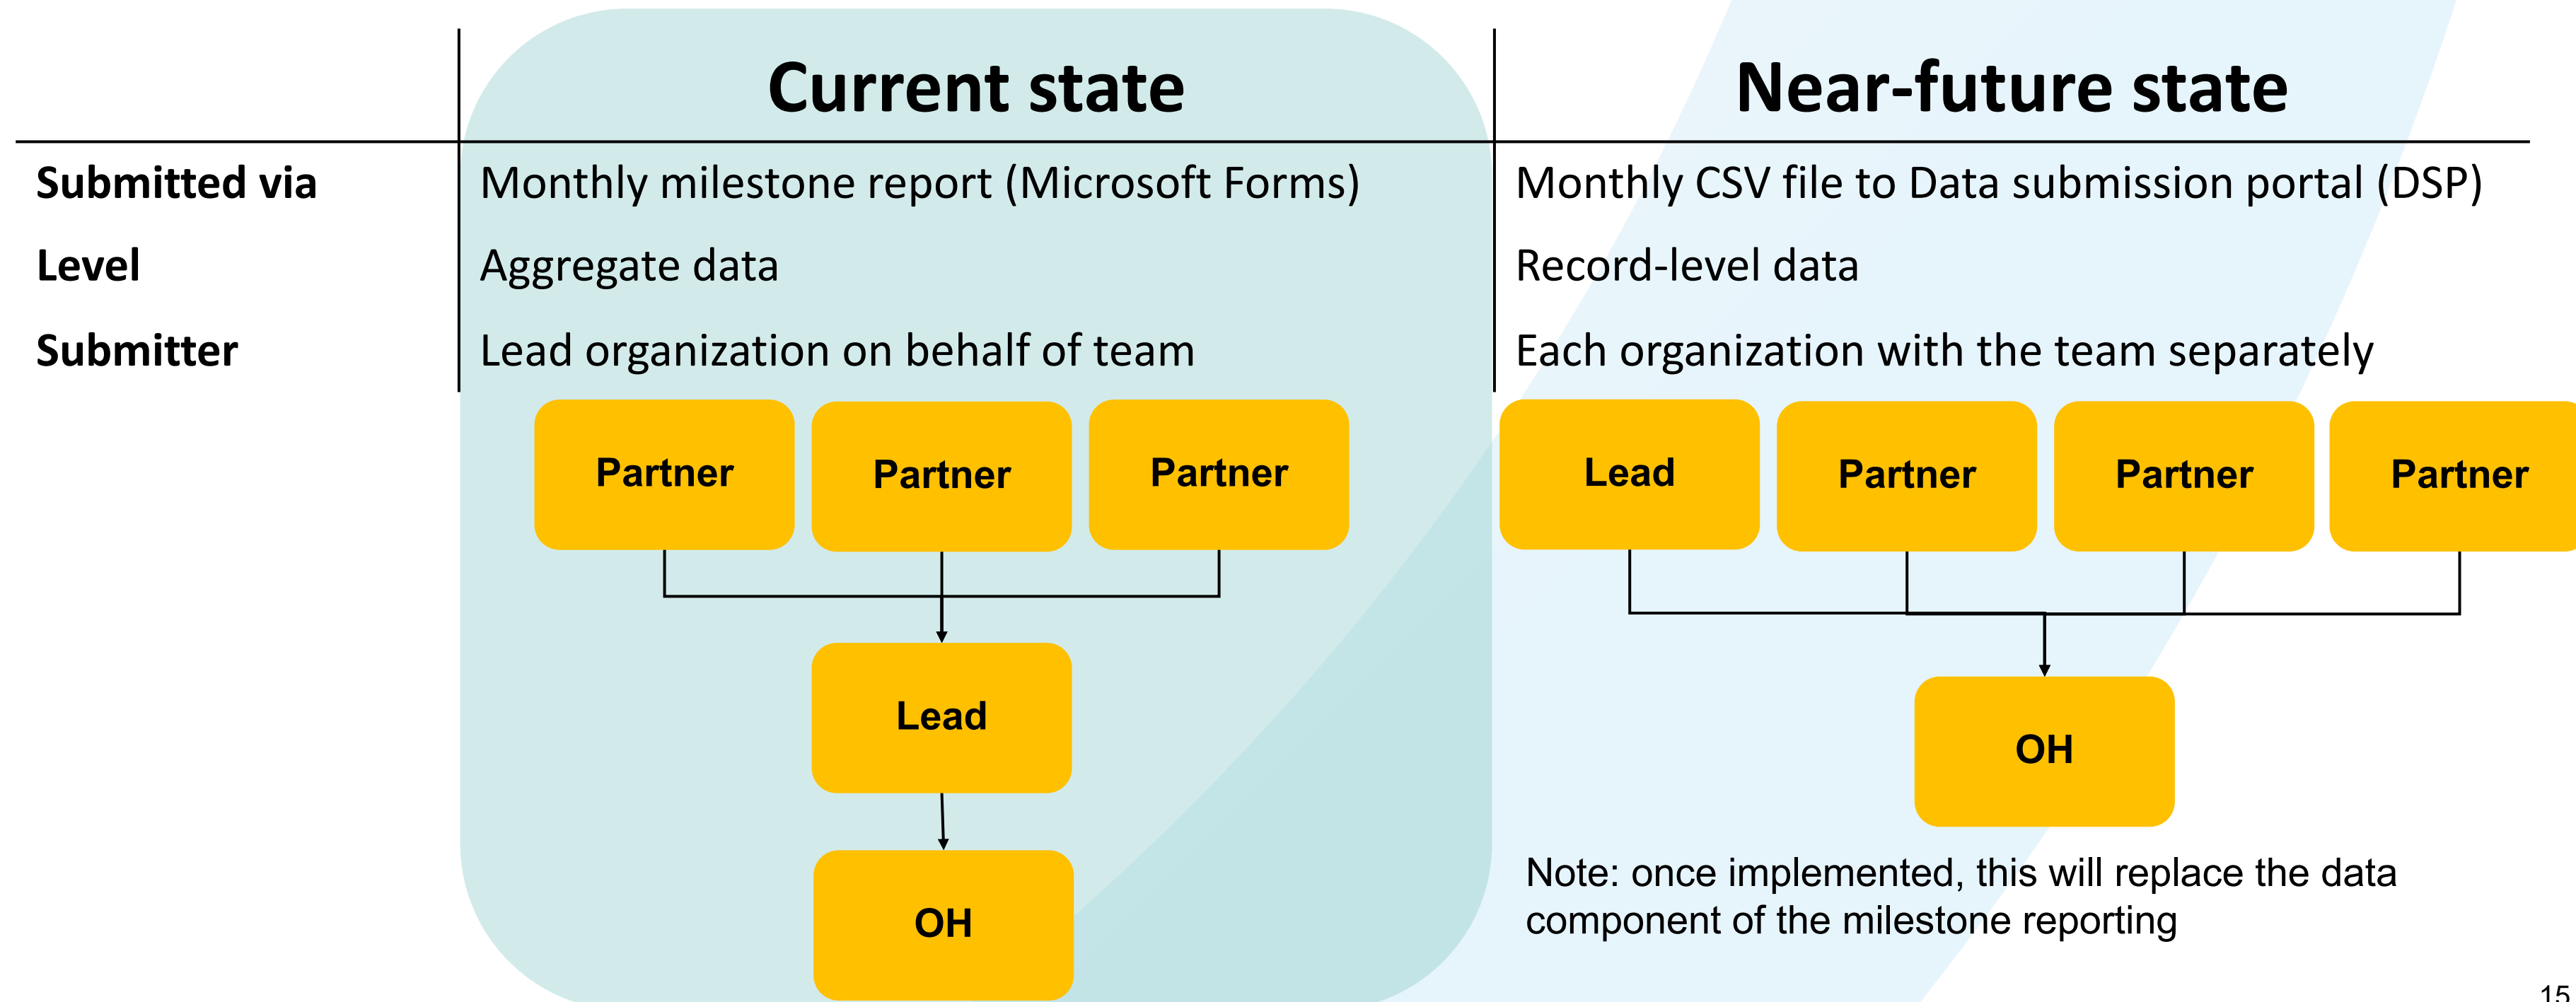 Current state
Near-future state
Submitted via
Monthly milestone report (Microsoft Forms)
Monthly CSV file to Data submission portal (DSP)
Level
Aggregate data
Record-level data
Submitter
Lead organization on behalf of team
Each organization with the team separately
Partner
Partner
Partner
Lead
OH
Lead
Partner
Partner
Partner
OH
Note: once implemented, this will replace the data
component of the milestone reporting
15